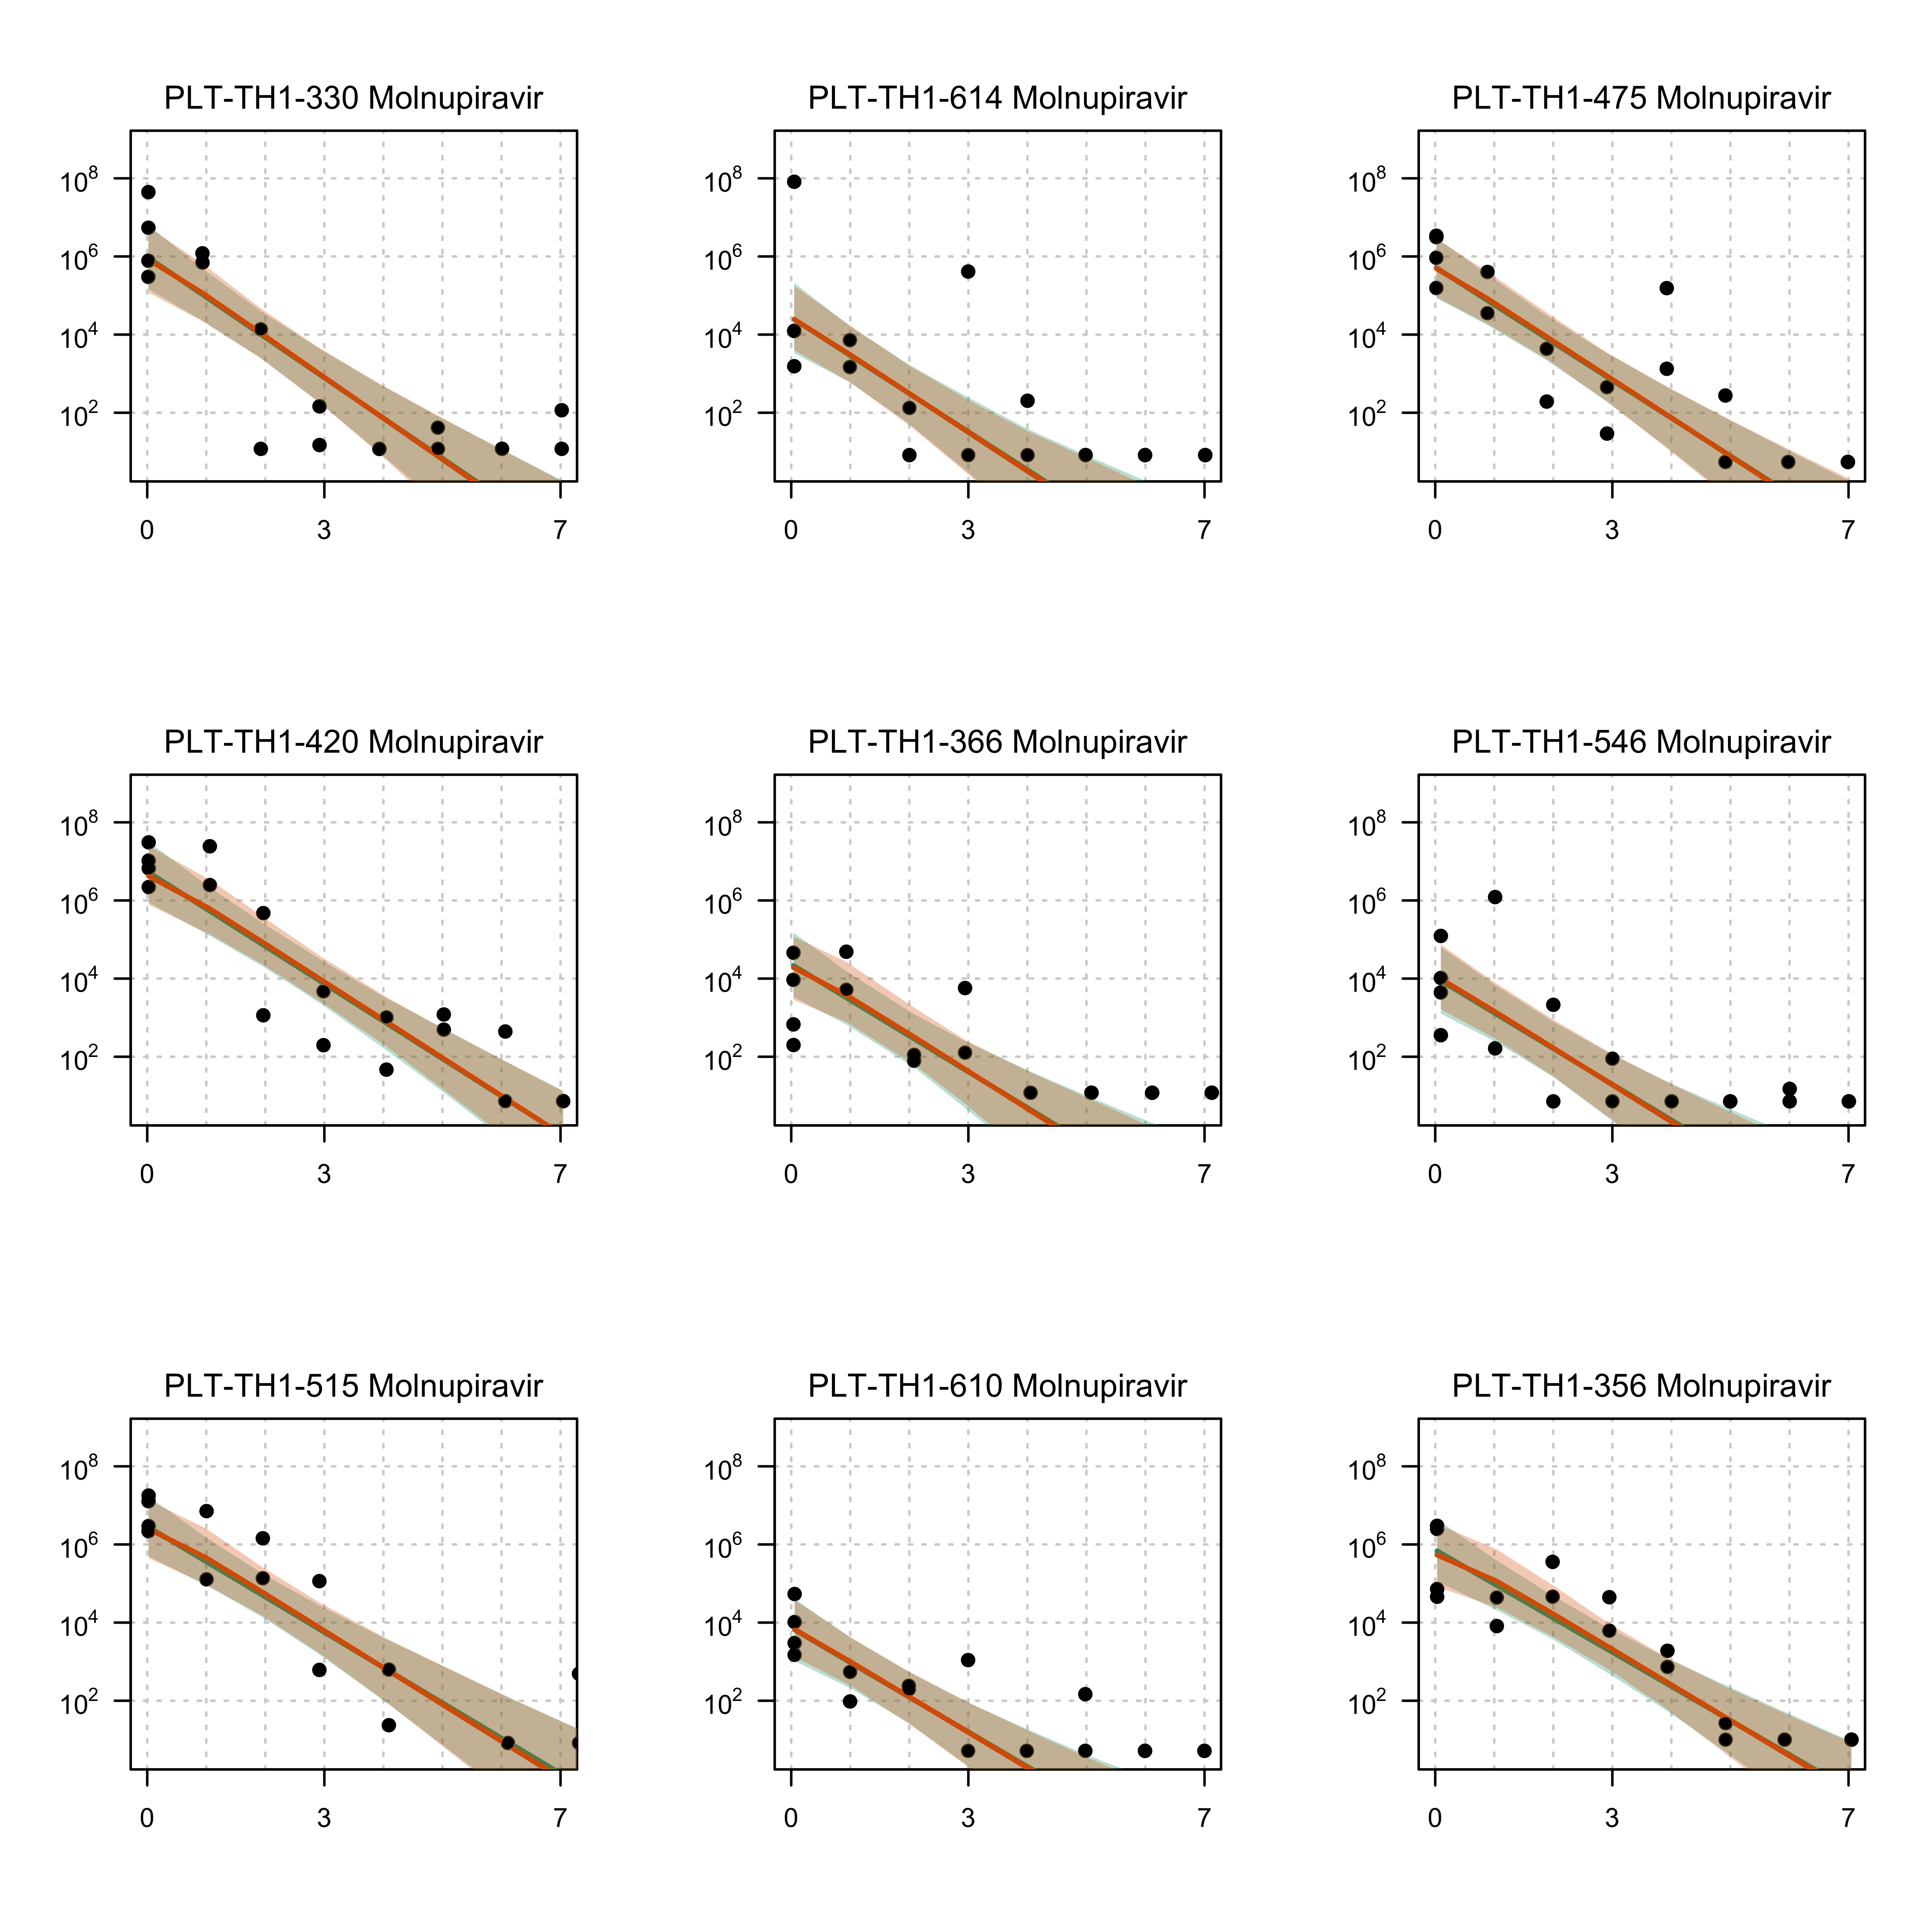 PLT-TH1-330 Molnupiravir
10^8
10^6
10^4
10^2
0 3 7
PLT-TH1-614 Molnupiravir
10^8
10^6
10^4
10^2
0 3 7
PLT-TH1-475 Molnupiravir
10^8
10^6
10^4
10^2
0 3 7
PLT-TH1-420 Molnupiravir
10^8
10^6
10^4
10^2
0 3 7
PLT-TH1-366 Molnupiravir
10^8
10^6
10^4
10^2
0 3 7
PLT-TH1-546 Molnupiravir
10^8
10^6
10^4
10^2
0 3 7
PLT-TH1-515 Molnupiravir
10^8
10^6
10^4
10^2
0 3 7
PLT-TH1-610 Molnupiravir
10^8
10^6
10^4
10^2
0 3 7
PLT-TH1-356 Molnupiravir
10^8
10^6
10^4
10^2
0 3 7